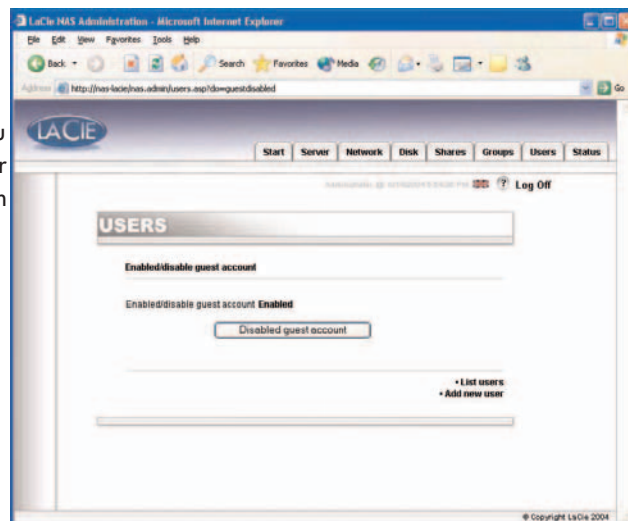 LaCie NAS Administration - Microsoft Internet Explorer
File Edit View Favorites Tools Help
Back Search Favorites Media
Address http://nas-lacie/nas.admin/users.asp?do=guestdisabled Go
LACIE
Start Server Network Disk Shares Groups Users Status
Log Off
USERS
Enabled/disable guest account
Enabled/disable guest account Enabled
Disabled guest account
• List users
• Add new user
© Copyright LaCie 2004